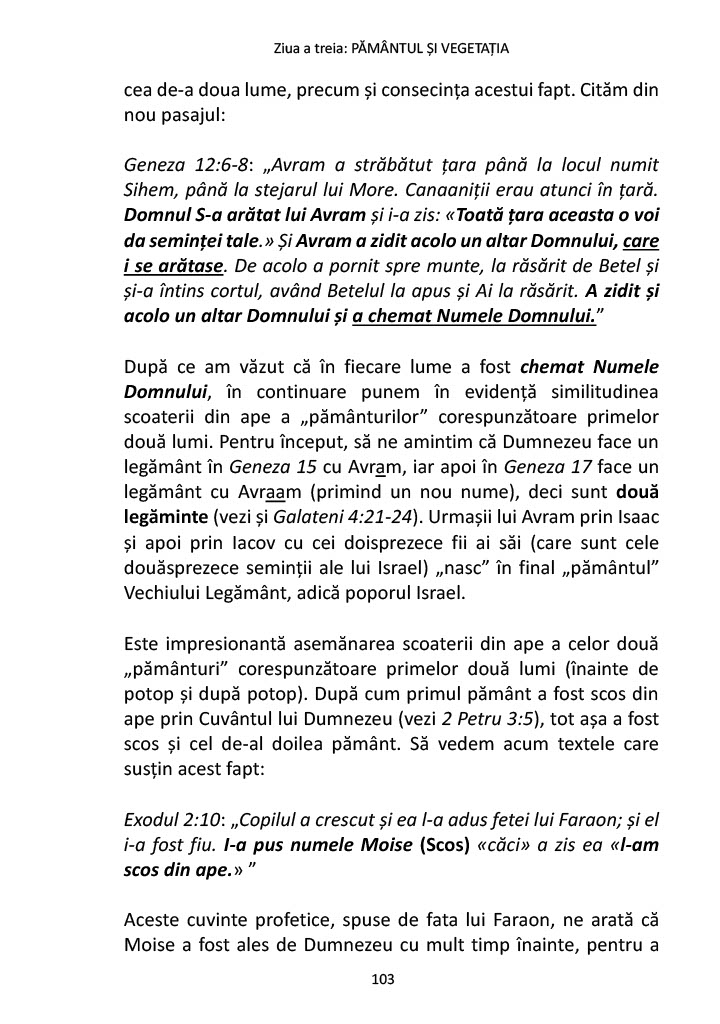 Ziua a treia: PĂMÂNTUL ȘI VEGETAȚIA
cea de-a doua lume, precum și consecința acestui fapt. Cităm din
nou pasajul:
Geneza 12:6-8: „Avram a străbătut țara până la locul numit
Sihem, până la stejarul lui More. Canaaniții erau atunci în țară.
Domnul S-a arătat lui Avram și i-a zis: «Toată țara aceasta o voi
da seminței tale.» Și Avram a zidit acolo un altar Domnului, care
i se arătase. De acolo a pornit spre munte, la răsărit de Betel și
și-a întins cortul, având Betelul la apus și Ai la răsărit. A zidit și
acolo un altar Domnului și a chemat Numele Domnului.”
După ce am văzut că în fiecare lume a fost chemat Numele
Domnului, în continuare punem în evidență similitudinea
scoaterii din ape a „pământurilor” corespunzătoare primelor
două lumi. Pentru început, să ne amintim că Dumnezeu face un
legământ în Geneza 15 cu Avram, iar apoi în Geneza 17 face un
legământ cu Avraam (primind un nou nume), deci sunt două
legăminte (vezi și Galateni 4:21-24). Urmașii lui Avram prin Isaac
și apoi prin Iacov cu cei doisprezece fii ai săi (care sunt cele
douăsprezece seminții ale lui Israel) „nasc” în final „pământul”
Vechiului Legământ, adică poporul Israel.
Este impresionantă asemănarea scoaterii din ape a celor două
„pământuri” corespunzătoare primelor două lumi (înainte de
potop și după potop). După cum primul pământ a fost scos din
ape prin Cuvântul lui Dumnezeu (vezi 2 Petru 3:5), tot așa a fost
scos și cel de-al doilea pământ. Să vedem acum textele care
susțin acest fapt:
Exodul 2:10: „Copilul a crescut și ea l-a adus fetei lui Faraon; și el
i-a fost fiu. I-a pus numele Moise (Scos) «căci» a zis ea «l-am
scos din ape.» ”
Aceste cuvinte profetice, spuse de fata lui Faraon, ne arată că
Moise a fost ales de Dumnezeu cu mult timp înainte, pentru a
103